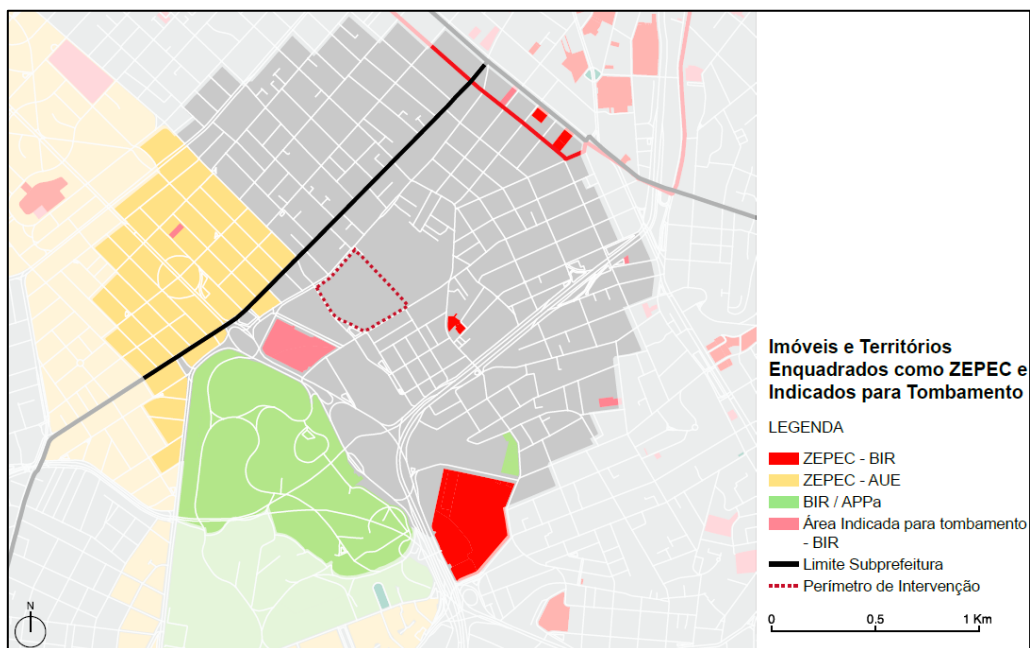 Imóveis e Territórios
Enquadrados como ZEPEC e
Indicados para Tombamento
LEGENDA
ZEPEC - BIR
ZEPEC - AUE
BIR / APPa
Área Indicada para tombamento
- BIR
Limite Subprefeitura
Perímetro de Intervenção
0 0.5 1 Km
N